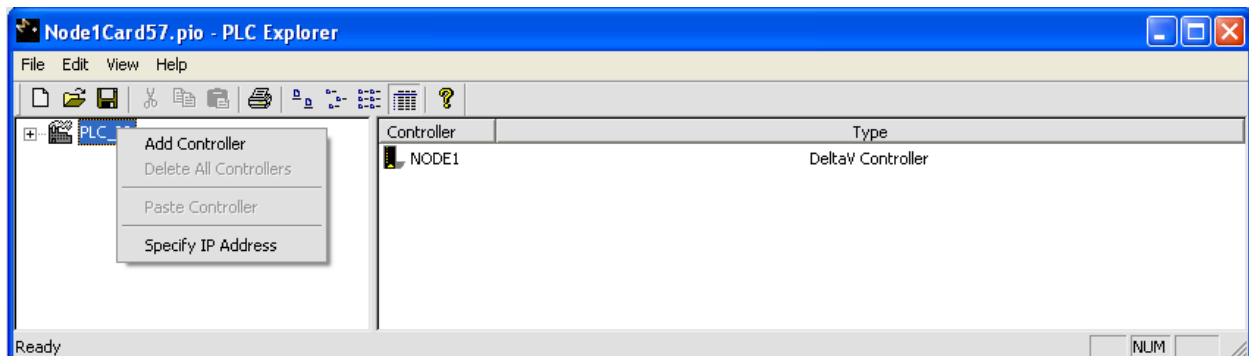 Node1Card57.pio - PLC Explorer
File Edit View Help
PLC_
Controller Type
NODE1 DeltaV Controller
Add Controller
Delete All Controllers
Paste Controller
Specify IP Address
Ready NUM